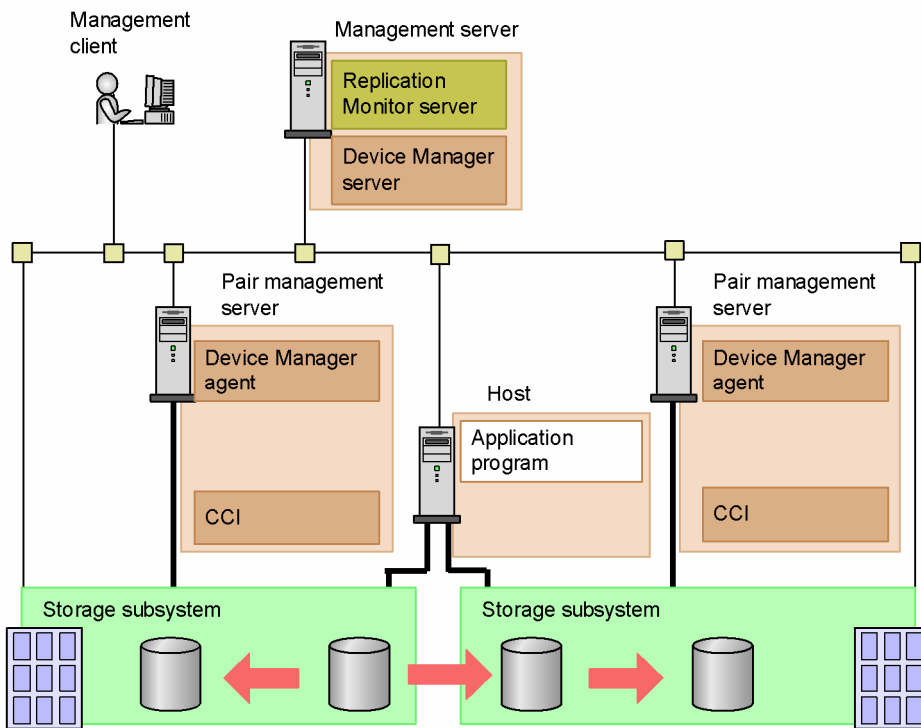 Management
client
Management server
Replication
Monitor server
Device Manager
server
Pair management
server
Device Manager
agent
CCI
Host
Application
program
Pair management
server
Device Manager
agent
CCI
Storage subsystem
Storage subsystem